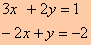 3x + 2y = 1
- 2x + y = -2